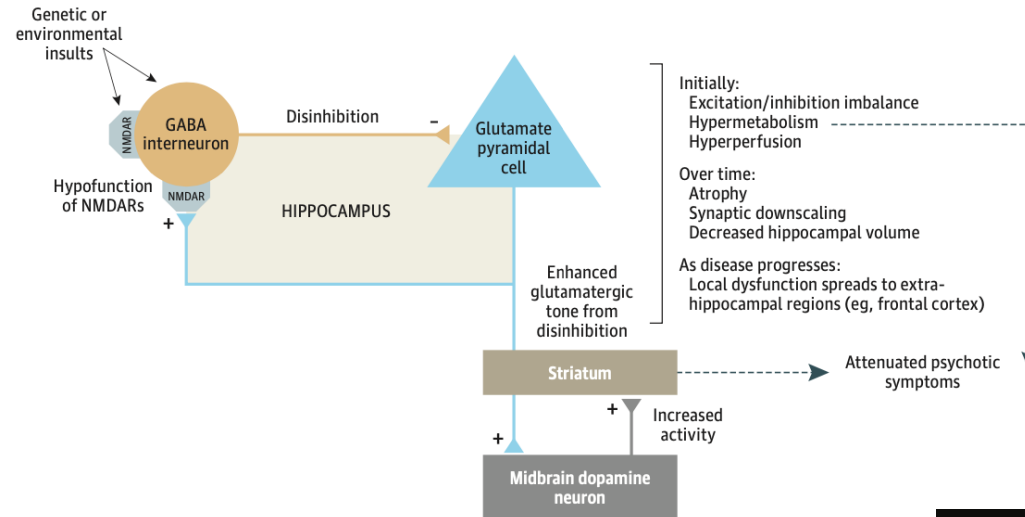 Genetic or
environmental
insults
NMDAR
GABA
interneuron
Disinhibition
-
Glutamate
pyramidal
cell
Hypofunction
of NMDARs
NMDAR
+
HIPPOCAMPUS
Enhanced
glutamatergic
tone from
disinhibition
Initially:
Excitation/inhibition imbalance
Hypermetabolism
Hyperperfusion
Over time:
Atrophy
Synaptic downscaling
Decreased hippocampal volume
As disease progresses:
Local dysfunction spreads to extra-
hippocampal regions (eg, frontal cortex)
Striatum
Attenuated psychotic
symptoms
+
Increased
activity
+
Midbrain dopamine
neuron